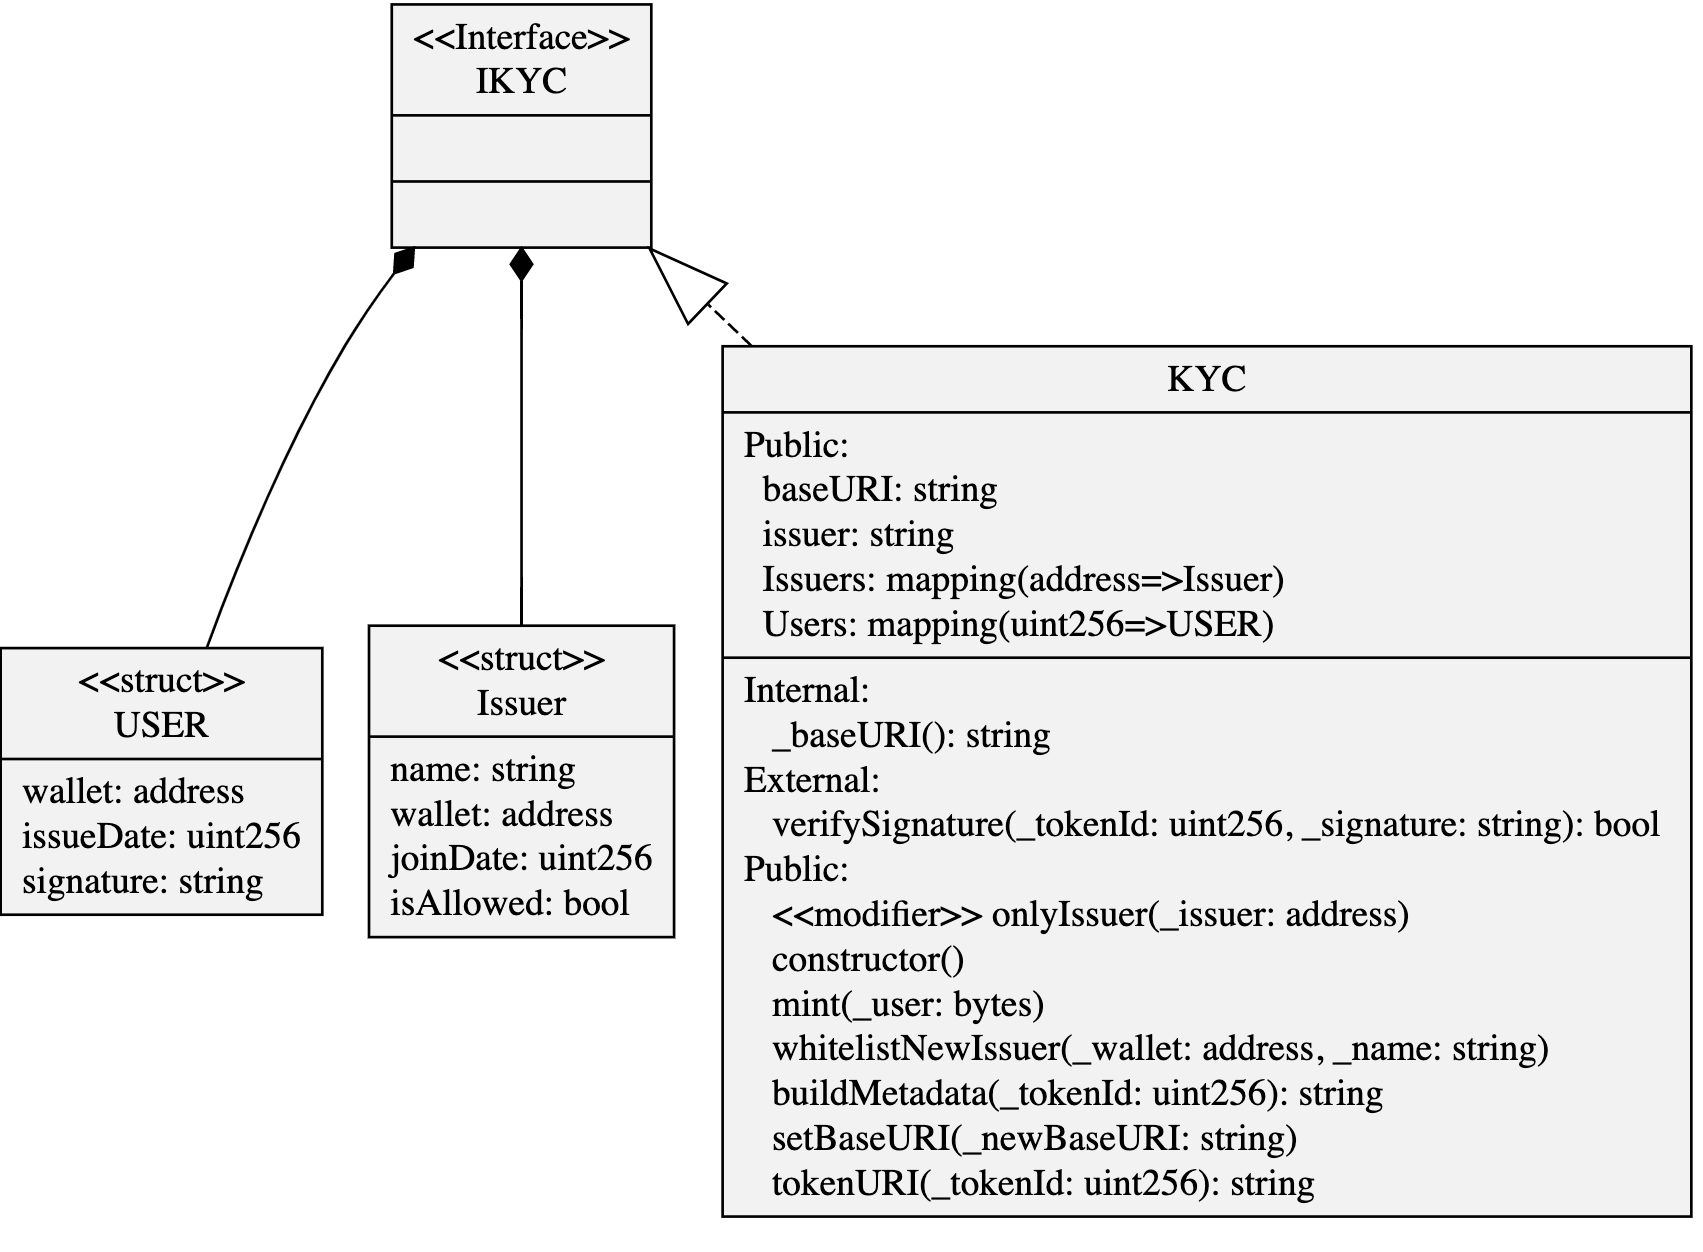 <<Interface>>
IKYC
<<struct>>
USER
wallet: address
issueDate: uint256
signature: string
<<struct>>
Issuer
name: string
wallet: address
joinDate: uint256
isAllowed: bool
KYC
Public:
baseURI: string
issuer: string
Issuers: mapping(address=>Issuer)
Users: mapping(uint256=>USER)
Internal:
_baseURI(): string
External:
verifySignature(_tokenId: uint256, _signature: string): bool
Public:
<<modifier>> onlyIssuer(_issuer: address)
constructor()
mint(_user: bytes)
whitelistNewIssuer(_wallet: address, _name: string)
buildMetadata(_tokenId: uint256): string
setBaseURI(_newBaseURI: string)
tokenURI(_tokenId: uint256): string